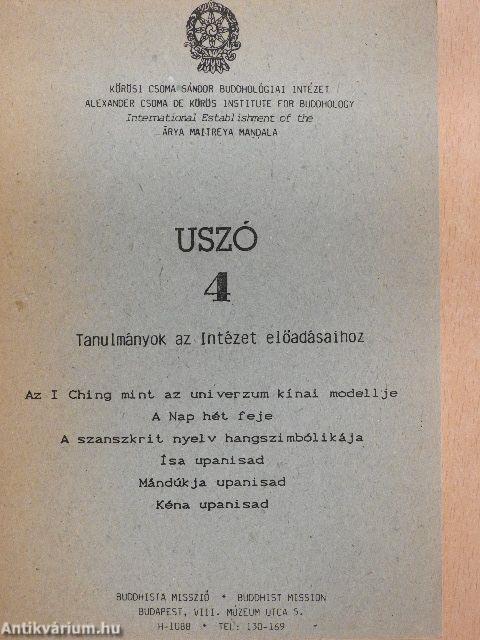 KŐRÖSI CSOMA SÁNDOR BUDDHOLÓGIAI INTÉZET
ALEXANDER CSOMA DE KŐRÖS INSTITUTE FOR BUDDHOLOGY
International Establishment of the
ĀRYA MAITREYA MANDALA
USZÓ
4
Tanulmányok az Intézet előadásaihoz
Az I Ching mint az univerzum kínai modellje
A Nap hét feje
A szanszkrit nyelv hangszimbólikája
Ísa upanisad
Mándúkja upanisad
Kéna upanisad
BUDDHISTA MISSZIÓ * BUDDHIST MISSION
BUDAPEST, VIII. MÚZEUM UTCA 5.
H-1088 * TEL: 130-169
Antikvárium.hu